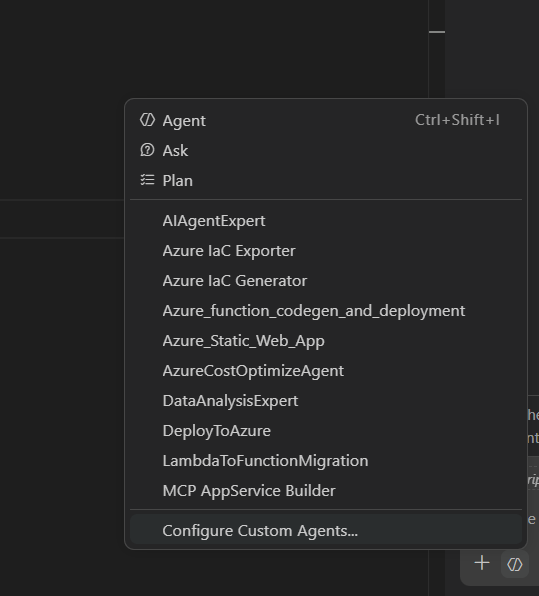 Agent Ctrl+Shift+I
Ask
Plan
AIAgentExpert
Azure IaC Exporter
Azure IaC Generator
Azure_function_codegen_and_deployment
Azure_Static_Web_App
AzureCostOptimizeAgent
DataAnalysisExpert
DeployToAzure
LambdaToFunctionMigration
MCP AppService Builder
Configure Custom Agents...